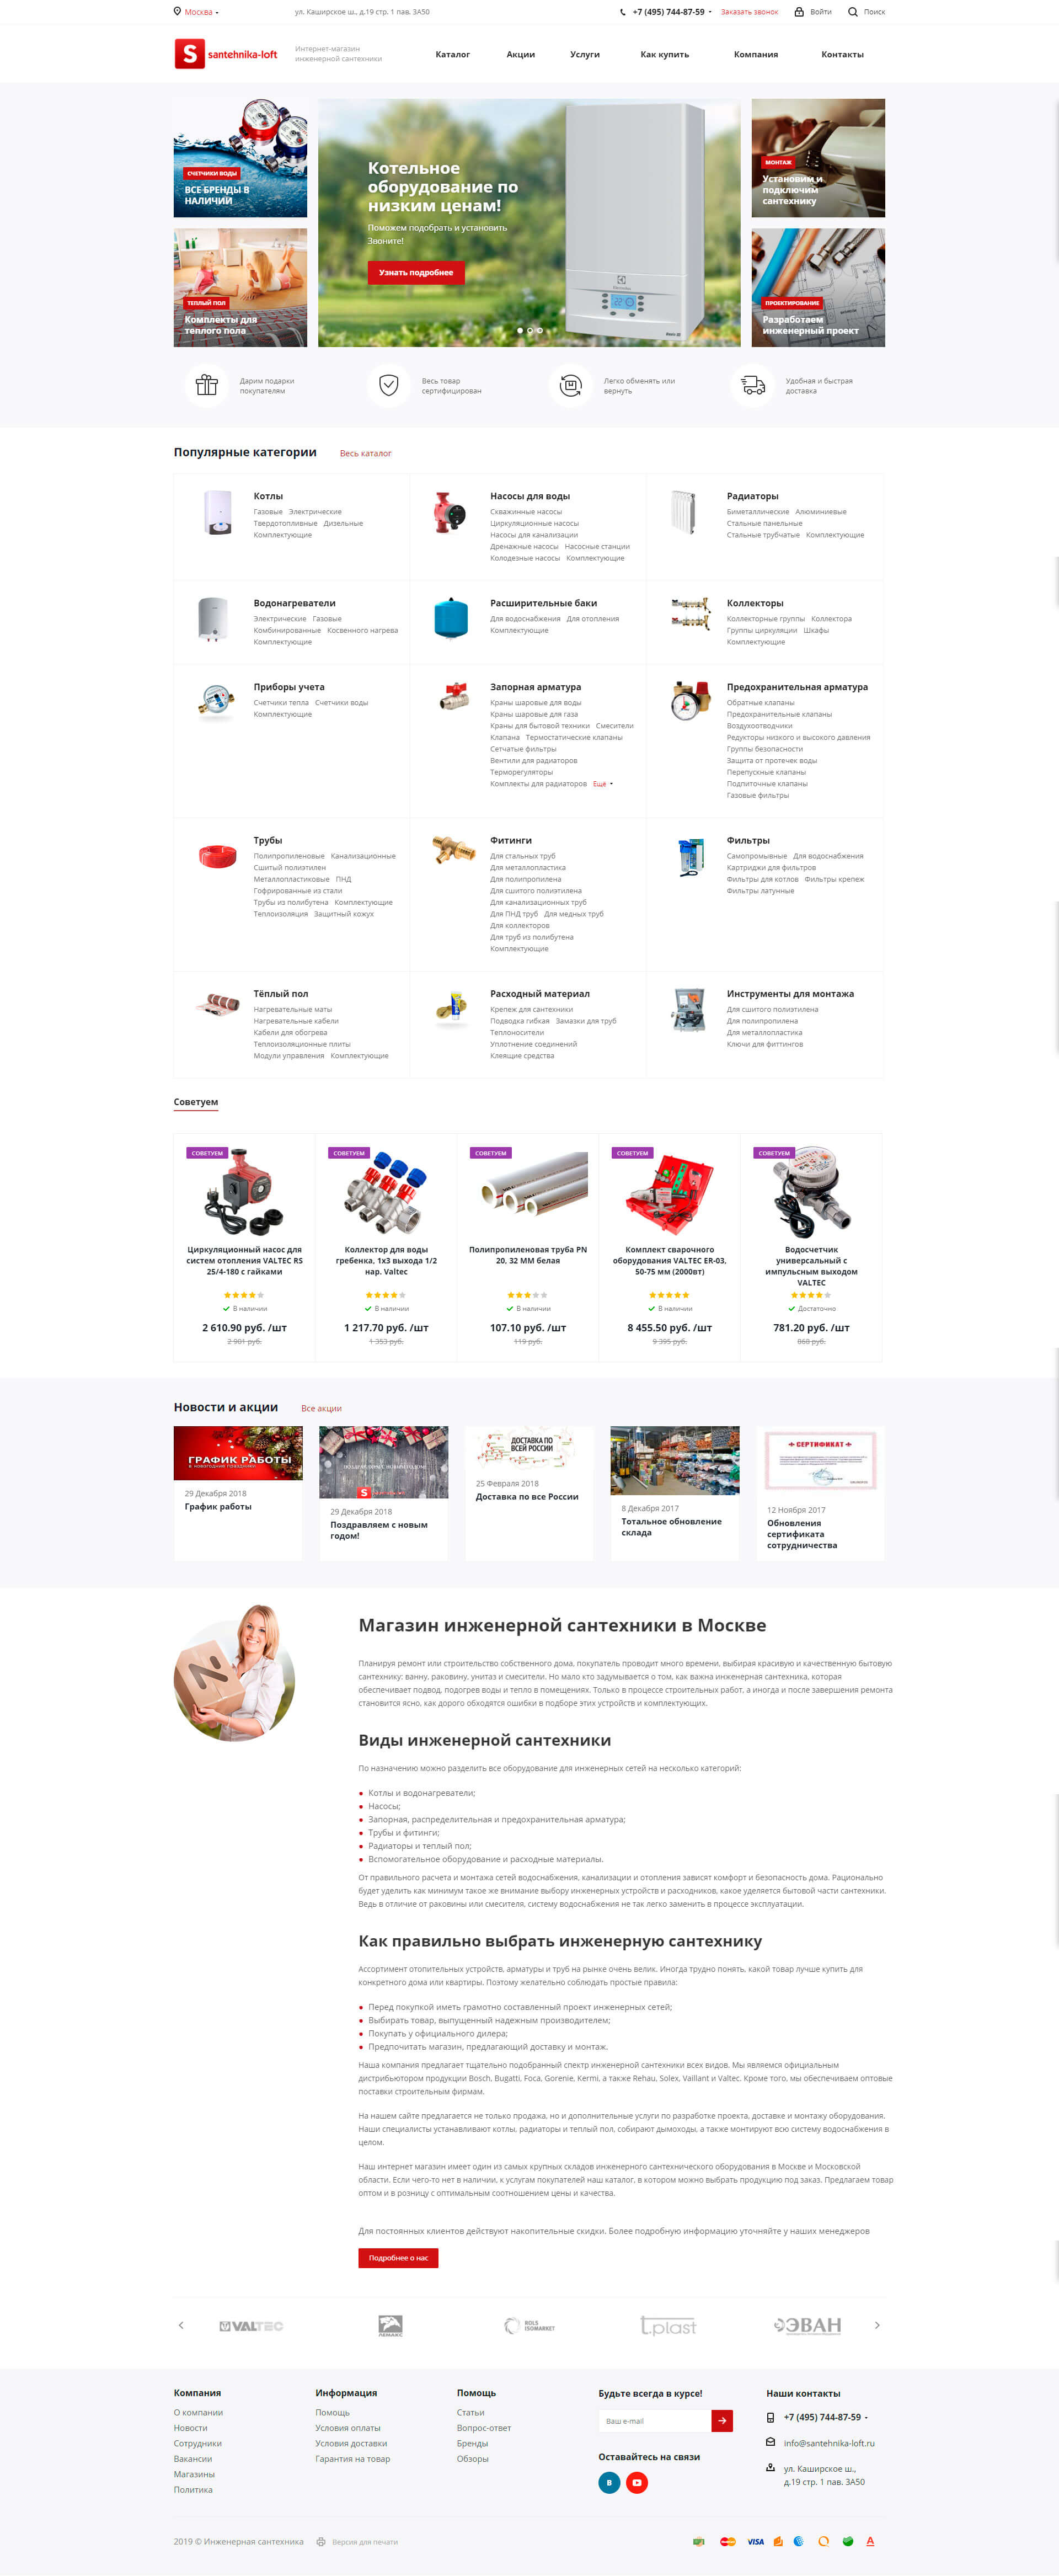 Москва
ул. Каширское ш., д.19 стр. 1 пав. 3А50
+7 (495) 744-87-59
Заказать звонок
Войти
Поиск
S santehnika-loft
Интернет-магазин
инженерной сантехники
Каталог
Акции
Услуги
Как купить
Компания
Контакты
СЧЕТЧИКИ ВОДЫ
ВСЕ БРЕНДЫ В
НАЛИЧИИ
ТЕПЛЫЙ ПОЛ
Комплекты для
теплого пола
Котельное
оборудование по
низким ценам!
Поможем подобрать и установить
Звоните!
Узнать подробнее
Electrolux
МОНТАЖ
Установим и
подключим
сантехнику
ПРОЕКТИРОВАНИЕ
Разработаем
инженерный проект
Дарим подарки
покупателям
Весь товар
сертифицирован
Легко обменять или
вернуть
Удобная и быстрая
доставка
Популярные категории
Весь каталог
Котлы
Газовые Электрические
Твердотопливные Дизельные
Комплектующие
Насосы для воды
Скважинные насосы
Циркуляционные насосы
Насосы для канализации
Дренажные насосы Насосные станции
Колодезные насосы Комплектующие
Радиаторы
Биметаллические Алюминиевые
Стальные панельные
Стальные трубчатые Комплектующие
Водонагреватели
Электрические Газовые
Комбинированные Косвенного нагрева
Комплектующие
Расширительные баки
Для водоснабжения Для отопления
Комплектующие
Коллекторы
Коллекторные группы Коллектора
Группы циркуляции Шкафы
Комплектующие
Приборы учета
Счетчики тепла Счетчики воды
Комплектующие
Запорная арматура
Краны шаровые для воды
Краны шаровые для газа
Краны для бытовой техники Смесители
Клапана Термостатические клапаны
Сетчатые фильтры
Вентили для радиаторов
Терморегуляторы
Комплекты для радиаторов Ещё
Предохранительная арматура
Обратные клапаны
Предохранительные клапаны
Воздухоотводчики
Редукторы низкого и высокого давления
Группы безопасности
Защита от протечек воды
Перепускные клапаны
Подпиточные клапаны
Газовые фильтры
Трубы
Полипропиленовые Канализационные
Сшитый полиэтилен
Металлопластиковые ПНД
Гофрированные из стали
Трубы из полибутена Комплектующие
Теплоизоляция Защитный кожух
Фитинги
Для стальных труб
Для металлопластика
Для полипропилена
Для сшитого полиэтилена
Для канализационных труб
Для ПНД труб Для медных труб
Для коллекторов
Для труб из полибутена
Комплектующие
Фильтры
Самопромывные Для водоснабжения
Картриджи для фильтров
Фильтры для котлов Фильтры крепеж
Фильтры латунные
Тёплый пол
Нагревательные маты
Нагревательные кабели
Кабели для обогрева
Теплоизоляционные плиты
Модули управления Комплектующие
Расходный материал
Крепеж для сантехники
Подводка гибкая Замазки для труб
Теплоносители
Уплотнение соединений
Клеящие средства
Инструменты для монтажа
Для сшитого полиэтилена
Для полипропилена
Для металлопластика
Ключи для фиттингов
Советуем
СОВЕТУЕМ
Циркуляционный насос для
систем отопления VALTEC RS
25/4-180 с гайками
В наличии
2 610.90 руб. /шт
2 901 руб.
СОВЕТУЕМ
Коллектор для воды
гребенка, 1х3 выхода 1/2
нар. Valtec
В наличии
1 217.70 руб. /шт
1 353 руб.
СОВЕТУЕМ
Полипропиленовая труба PN
20, 32 ММ белая
В наличии
107.10 руб. /шт
119 руб.
СОВЕТУЕМ
Комплект сварочного
оборудования VALTEC ER-03,
50-75 мм (2000вт)
В наличии
8 455.50 руб. /шт
9 395 руб.
СОВЕТУЕМ
Водосчетчик
универсальный с
импульсным выходом
VALTEC
Достаточно
781.20 руб. /шт
868 руб.
Новости и акции
Все акции
ГРАФИК РАБОТЫ
В НОВОГОДНИЕ ПРАЗДНИКИ
29 Декабря 2018
График работы
29 Декабря 2018
Поздравляем с новым
годом!
ДОСТАВКА ПО
ВСЕЙ РОССИИ
25 Февраля 2018
Доставка по все России
8 Декабря 2017
Тотальное обновление
склада
СЕРТИФИКАТ
12 Ноября 2017
Обновления
сертификата
сотрудничества
Магазин инженерной сантехники в Москве
Планируя ремонт или строительство собственного дома, покупатель проводит много времени, выбирая красивую и качественную бытовую
сантехнику: ванну, раковину, унитаз и смесители. Но мало кто задумывается о том, как важна инженерная сантехника, которая
обеспечивает подвод, подогрев воды и тепло в помещениях. Только в процессе строительных работ, а иногда и после завершения ремонта
становится ясно, как дорого обходятся ошибки в подборе этих устройств и комплектующих.
Виды инженерной сантехники
По назначению можно разделить все оборудование для инженерных сетей на несколько категорий:
Котлы и водонагреватели;
Насосы;
Запорная, распределительная и предохранительная арматура;
Трубы и фитинги;
Радиаторы и теплый пол;
Вспомогательное оборудование и расходные материалы.
От правильного расчета и монтажа сетей водоснабжения, канализации и отопления зависят комфорт и безопасность дома. Рационально
будет уделить как минимум такое же внимание выбору инженерных устройств и расходников, какое уделяется бытовой части сантехники.
Ведь в отличие от раковины или смесителя, систему водоснабжения не так легко заменить в процессе эксплуатации.
Как правильно выбрать инженерную сантехнику
Ассортимент отопительных устройств, арматуры и труб на рынке очень велик. Иногда трудно понять, какой товар лучше купить для
конкретного дома или квартиры. Поэтому желательно соблюдать простые правила:
Перед покупкой иметь грамотно составленный проект инженерных сетей;
Выбирать товар, выпущенный надежным производителем;
Покупать у официального дилера;
Предпочитать магазин, предлагающий доставку и монтаж.
Наша компания предлагает тщательно подобранный спектр инженерной сантехники всех видов. Мы являемся официальным
дистрибьютором продукции Bosch, Bugatti, Foca, Gorenie, Kermi, а также Rehau, Solex, Vaillant и Valtec. Кроме того, мы обеспечиваем оптовые
поставки строительным фирмам.
На нашем сайте предлагается не только продажа, но и дополнительные услуги по разработке проекта, доставке и монтажу оборудования.
Наши специалисты устанавливают котлы, радиаторы и теплый пол, собирают дымоходы, а также монтируют всю систему водоснабжения в
целом.
Наш интернет магазин имеет один из самых крупных складов инженерного сантехнического оборудования в Москве и Московской
области. Если чего-то нет в наличии, к услугам покупателей наш каталог, в котором можно выбрать продукцию под заказ. Предлагаем товар
оптом и в розницу с оптимальным соотношением цены и качества.
Для постоянных клиентов действуют накопительные скидки. Более подробную информацию уточняйте у наших менеджеров
Подробнее о нас
VALTEC
ЛЕМАКС
ROLS
ISOMARKET
t.plast
ЭВАН
Компания
О компании
Новости
Сотрудники
Вакансии
Магазины
Политика
Информация
Помощь
Условия оплаты
Условия доставки
Гарантия на товар
Помощь
Статьи
Вопрос-ответ
Бренды
Обзоры
Будьте всегда в курсе!
Ваш e-mail
Оставайтесь на связи
Наши контакты
+7 (495) 744-87-59
info@santehnika-loft.ru
ул. Каширское ш.,
д.19 стр. 1 пав. 3А50
2019 © Инженерная сантехника
Версия для печати
VISA